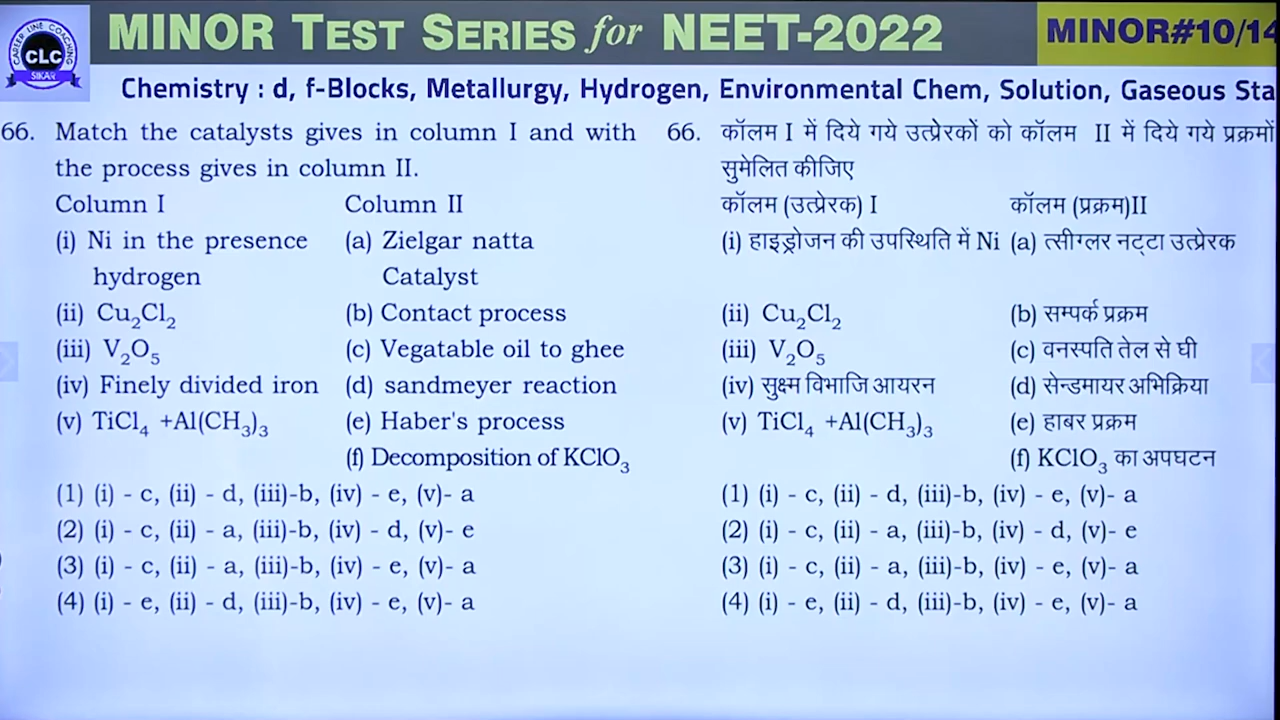 CAREER LINE COACHING
CLC
SIKAR
MINOR TEST SERIES for NEET-2022
MINOR#10/14
Chemistry : d, f-Blocks, Metallurgy, Hydrogen, Environmental Chem, Solution, Gaseous Sta
66. Match the catalysts gives in column I and with
the process gives in column II.
Column I Column II
(i) Ni in the presence (a) Zielgar natta
hydrogen Catalyst
(ii) Cu₂Cl₂ (b) Contact process
(iii) V₂O₅ (c) Vegatable oil to ghee
(iv) Finely divided iron (d) sandmeyer reaction
(v) TiCl₄ +Al(CH₃)₃ (e) Haber's process
(f) Decomposition of KClO₃
(1) (i) - c, (ii) - d, (iii)-b, (iv) - e, (v)- a
(2) (i) - c, (ii) - a, (iii)-b, (iv) - d, (v)- e
(3) (i) - c, (ii) - a, (iii)-b, (iv) - e, (v)- a
(4) (i) - e, (ii) - d, (iii)-b, (iv) - e, (v)- a
66. कॉलम I में दिये गये उत्प्रेरकों को कॉलम II में दिये गये प्रक्रमों
सुमेलित कीजिए
कॉलम (उत्प्रेरक) I कॉलम (प्रक्रम)II
(i) हाइड्रोजन की उपस्थिति में Ni (a) त्सीग्लर नट्टा उत्प्रेरक
(ii) Cu₂Cl₂ (b) सम्पर्क प्रक्रम
(iii) V₂O₅ (c) वनस्पति तेल से घी
(iv) सुक्ष्म विभाजि आयरन (d) सेन्डमायर अभिक्रिया
(v) TiCl₄ +Al(CH₃)₃ (e) हाबर प्रक्रम
(f) KClO₃ का अपघटन
(1) (i) - c, (ii) - d, (iii)-b, (iv) - e, (v)- a
(2) (i) - c, (ii) - a, (iii)-b, (iv) - d, (v)- e
(3) (i) - c, (ii) - a, (iii)-b, (iv) - e, (v)- a
(4) (i) - e, (ii) - d, (iii)-b, (iv) - e, (v)- a